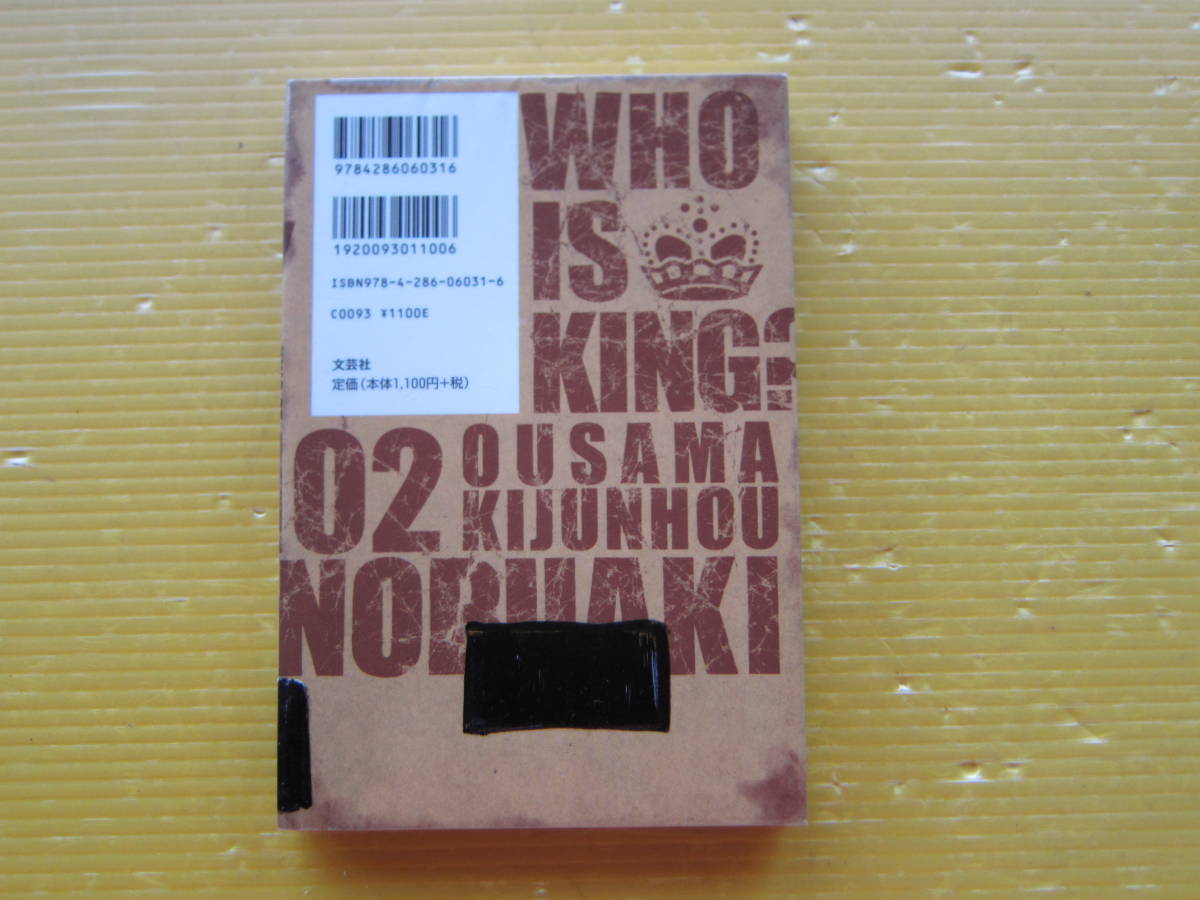 9784286060316
1920093011006
ISBN978-4-286-06031-6
C0093 ¥1100E
文芸社
定価(本体1,100円+税)
WHO
IS
KING?
02
OUSAMA
KIJUNHOU
NOBUAKI